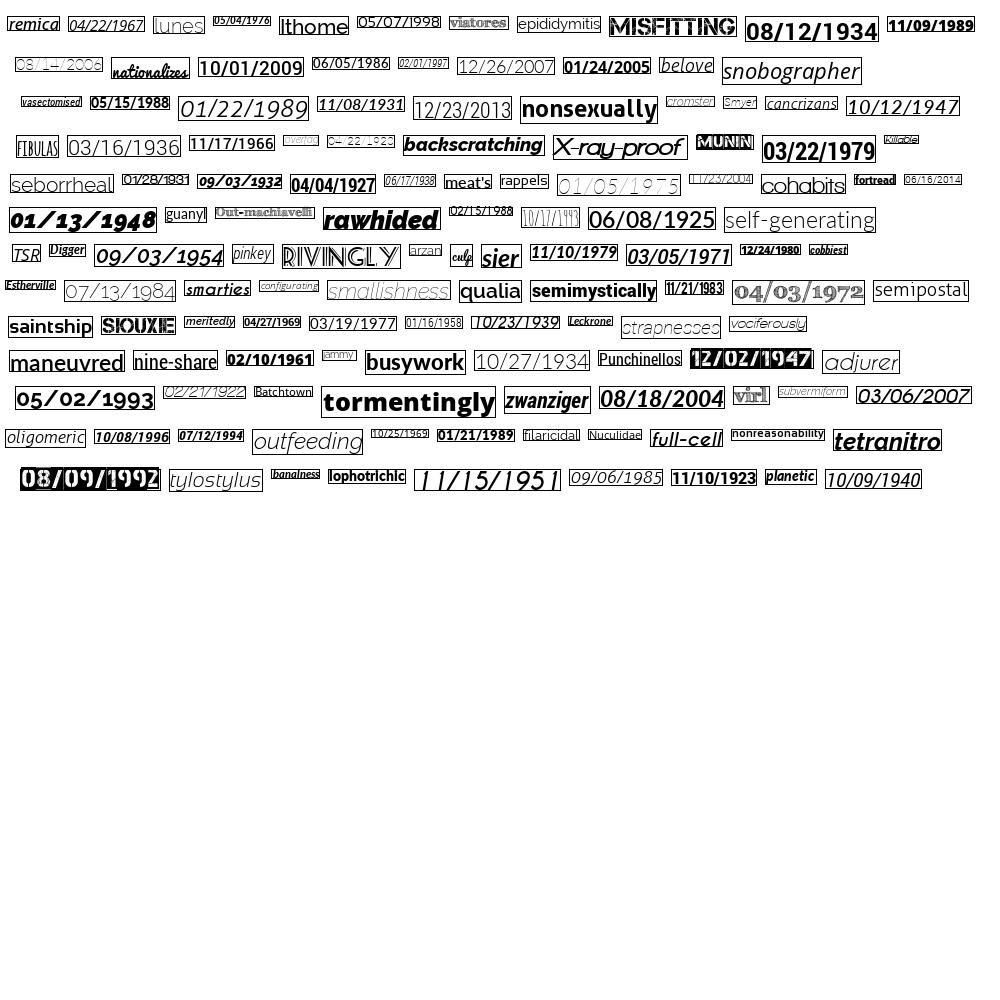 remica 04/22/1967 lunes 05/04/1976 lthome 05/07/1998 viatores epididymitis MISFITTING 08/12/1934 11/09/1989
08/14/2006 nationalizes 10/01/2009 06/05/1986 02/01/1997 12/26/2007 01/24/2005 belove snobographer
vasectomised 05/15/1988 01/22/1989 11/08/1931 12/23/2013 nonsexually cromster Smyer cancrizans 10/12/1947
FIBULAS 03/16/1936 11/17/1966 overfag 04/22/1923 backscratching X-ray-proof MUNN 03/22/1979 Killable
seborrheal 01/28/1931 09/03/1932 04/04/1927 06/17/1938 meat's rappels 01/05/1975 11/23/2004 cohabits fortread 06/16/2014
01/13/1948 guanyl Out-machiavelli rawhided 02/15/1988 10/17/1993 06/08/1925 self-generating
TSR Digger 09/03/1954 pinkey RIVINGLY arzan culp sier 11/10/1979 03/05/1971 12/24/1980 cobbiest
Estherville 07/13/1984 smarties configurating smallishness qualia semimystically 11/21/1983 04/03/1972 semipostal
saintship SIOUXIE meritedly 04/27/1969 03/19/1977 01/16/1958 10/23/1939 Leckrone strapnesses vociferously
maneuvred nine-share 02/10/1961 jammy busywork 10/27/1934 Punchinellos 12/02/1947 adjurer
05/02/1993 02/21/1922 Batchtown tormentingly zwanziger 08/18/2004 virl subvermiform 03/06/2007
oligomeric 10/08/1996 07/12/1994 outfeeding 10/25/1969 01/21/1989 filaricidal Nuculidae full-cell nonreasonability tetranitro
08/09/1992 tylostylus banalness lophotrichic 11/15/1951 09/06/1985 11/10/1923 planetic 10/09/1940